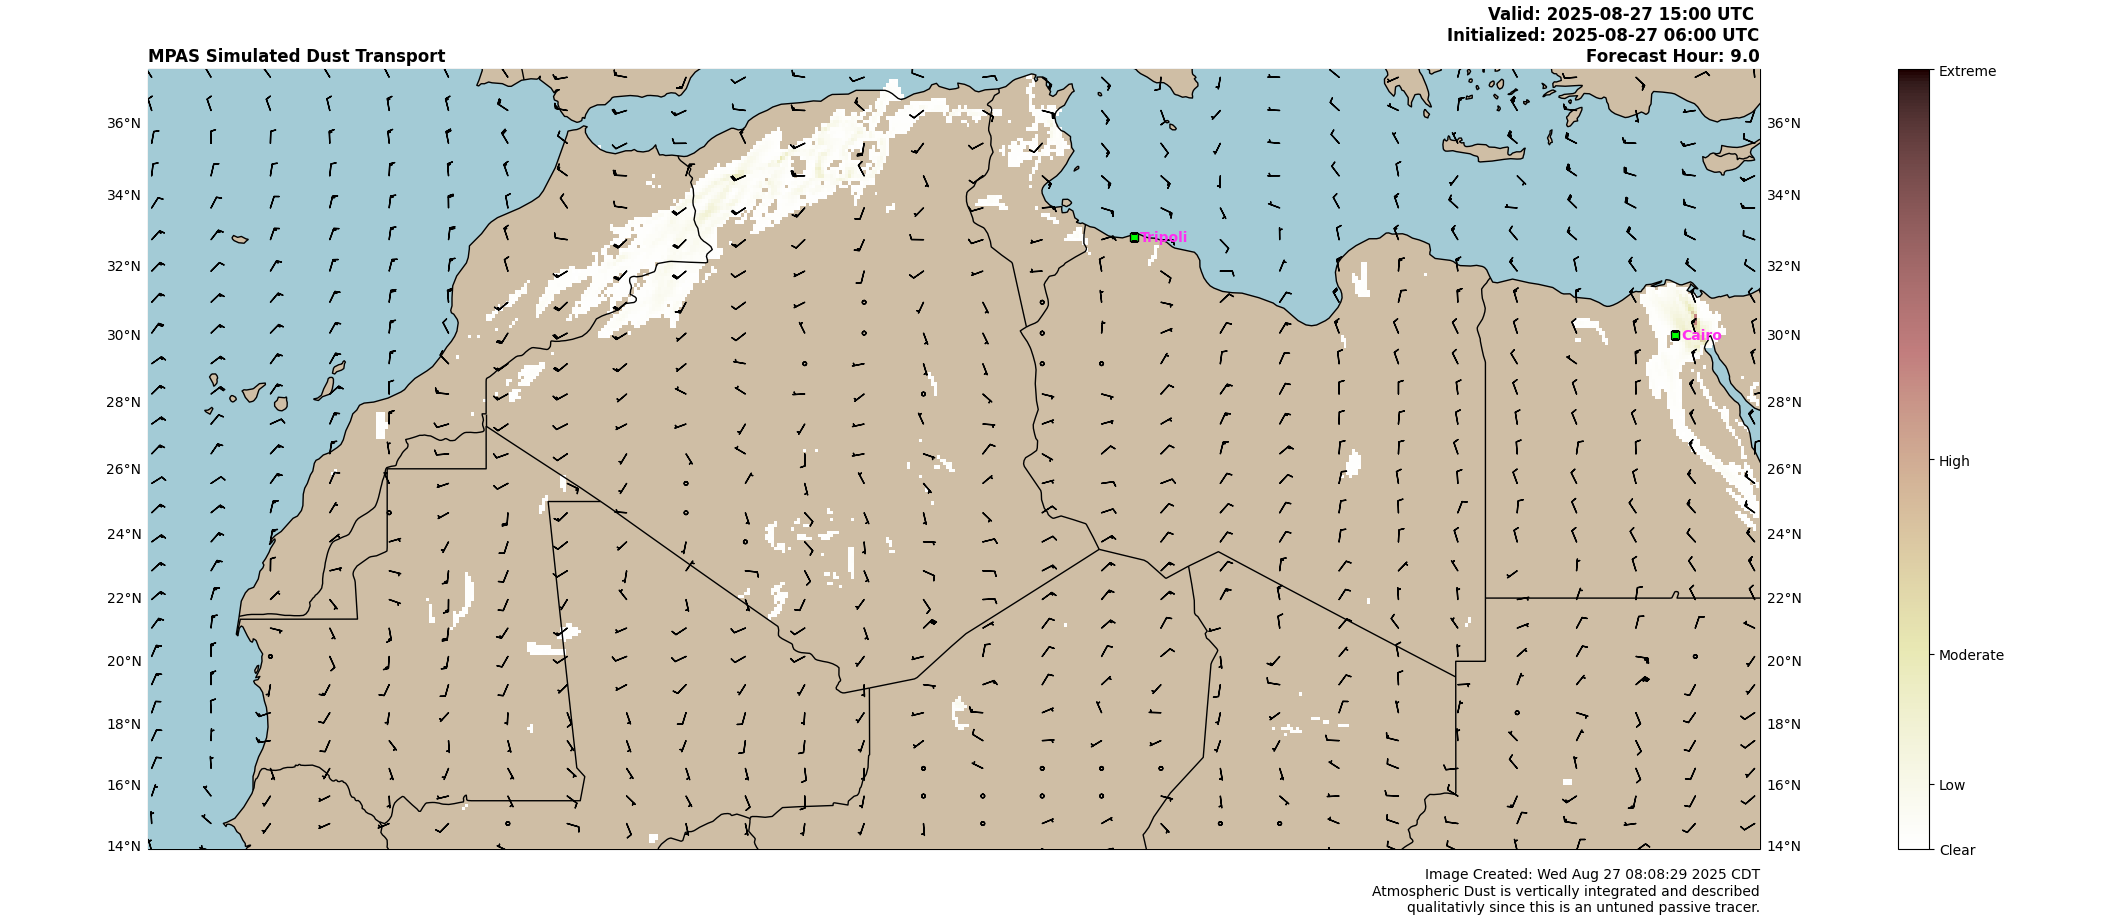 Valid: 2025-08-27 15:00 UTC
Initialized: 2025-08-27 06:00 UTC
MPAS Simulated Dust Transport
Forecast Hour: 9.0
Extreme
36°N
36°N
34°N
34°N
Tripoli
32°N
32°N
30°N
Cairo
30°N
28°N
28°N
26°N
26°N
High
24°N
24°N
22°N
22°N
20°N
20°N
Moderate
18°N
18°N
16°N
16°N
Low
14°N
14°N
Clear
Image Created: Wed Aug 27 08:08:29 2025 CDT
Atmospheric Dust is vertically integrated and described
qualitativly since this is an untuned passive tracer.